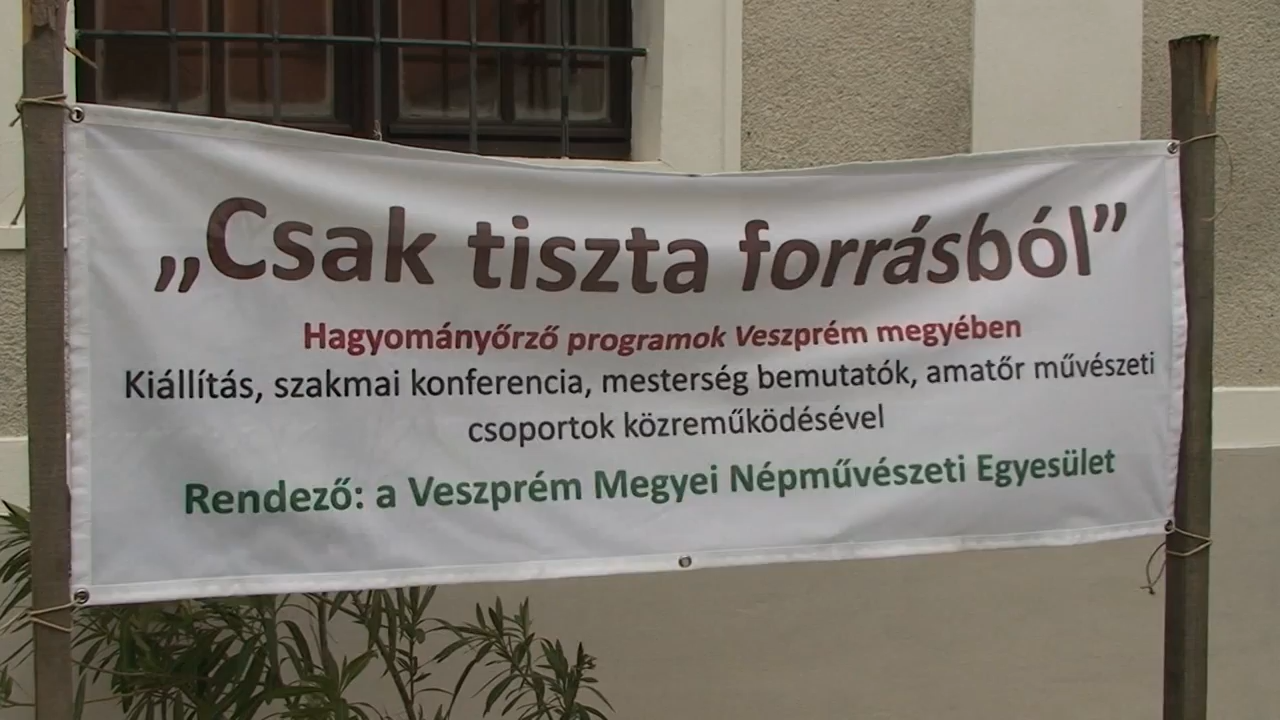 „Csak tiszta forrásból”
Hagyományőrző programok Veszprém megyében
Kiállítás, szakmai konferencia, mesterség bemutatók, amatőr művészeti
csoportok közreműködésével
Rendező: a Veszprém Megyei Népművészeti Egyesület